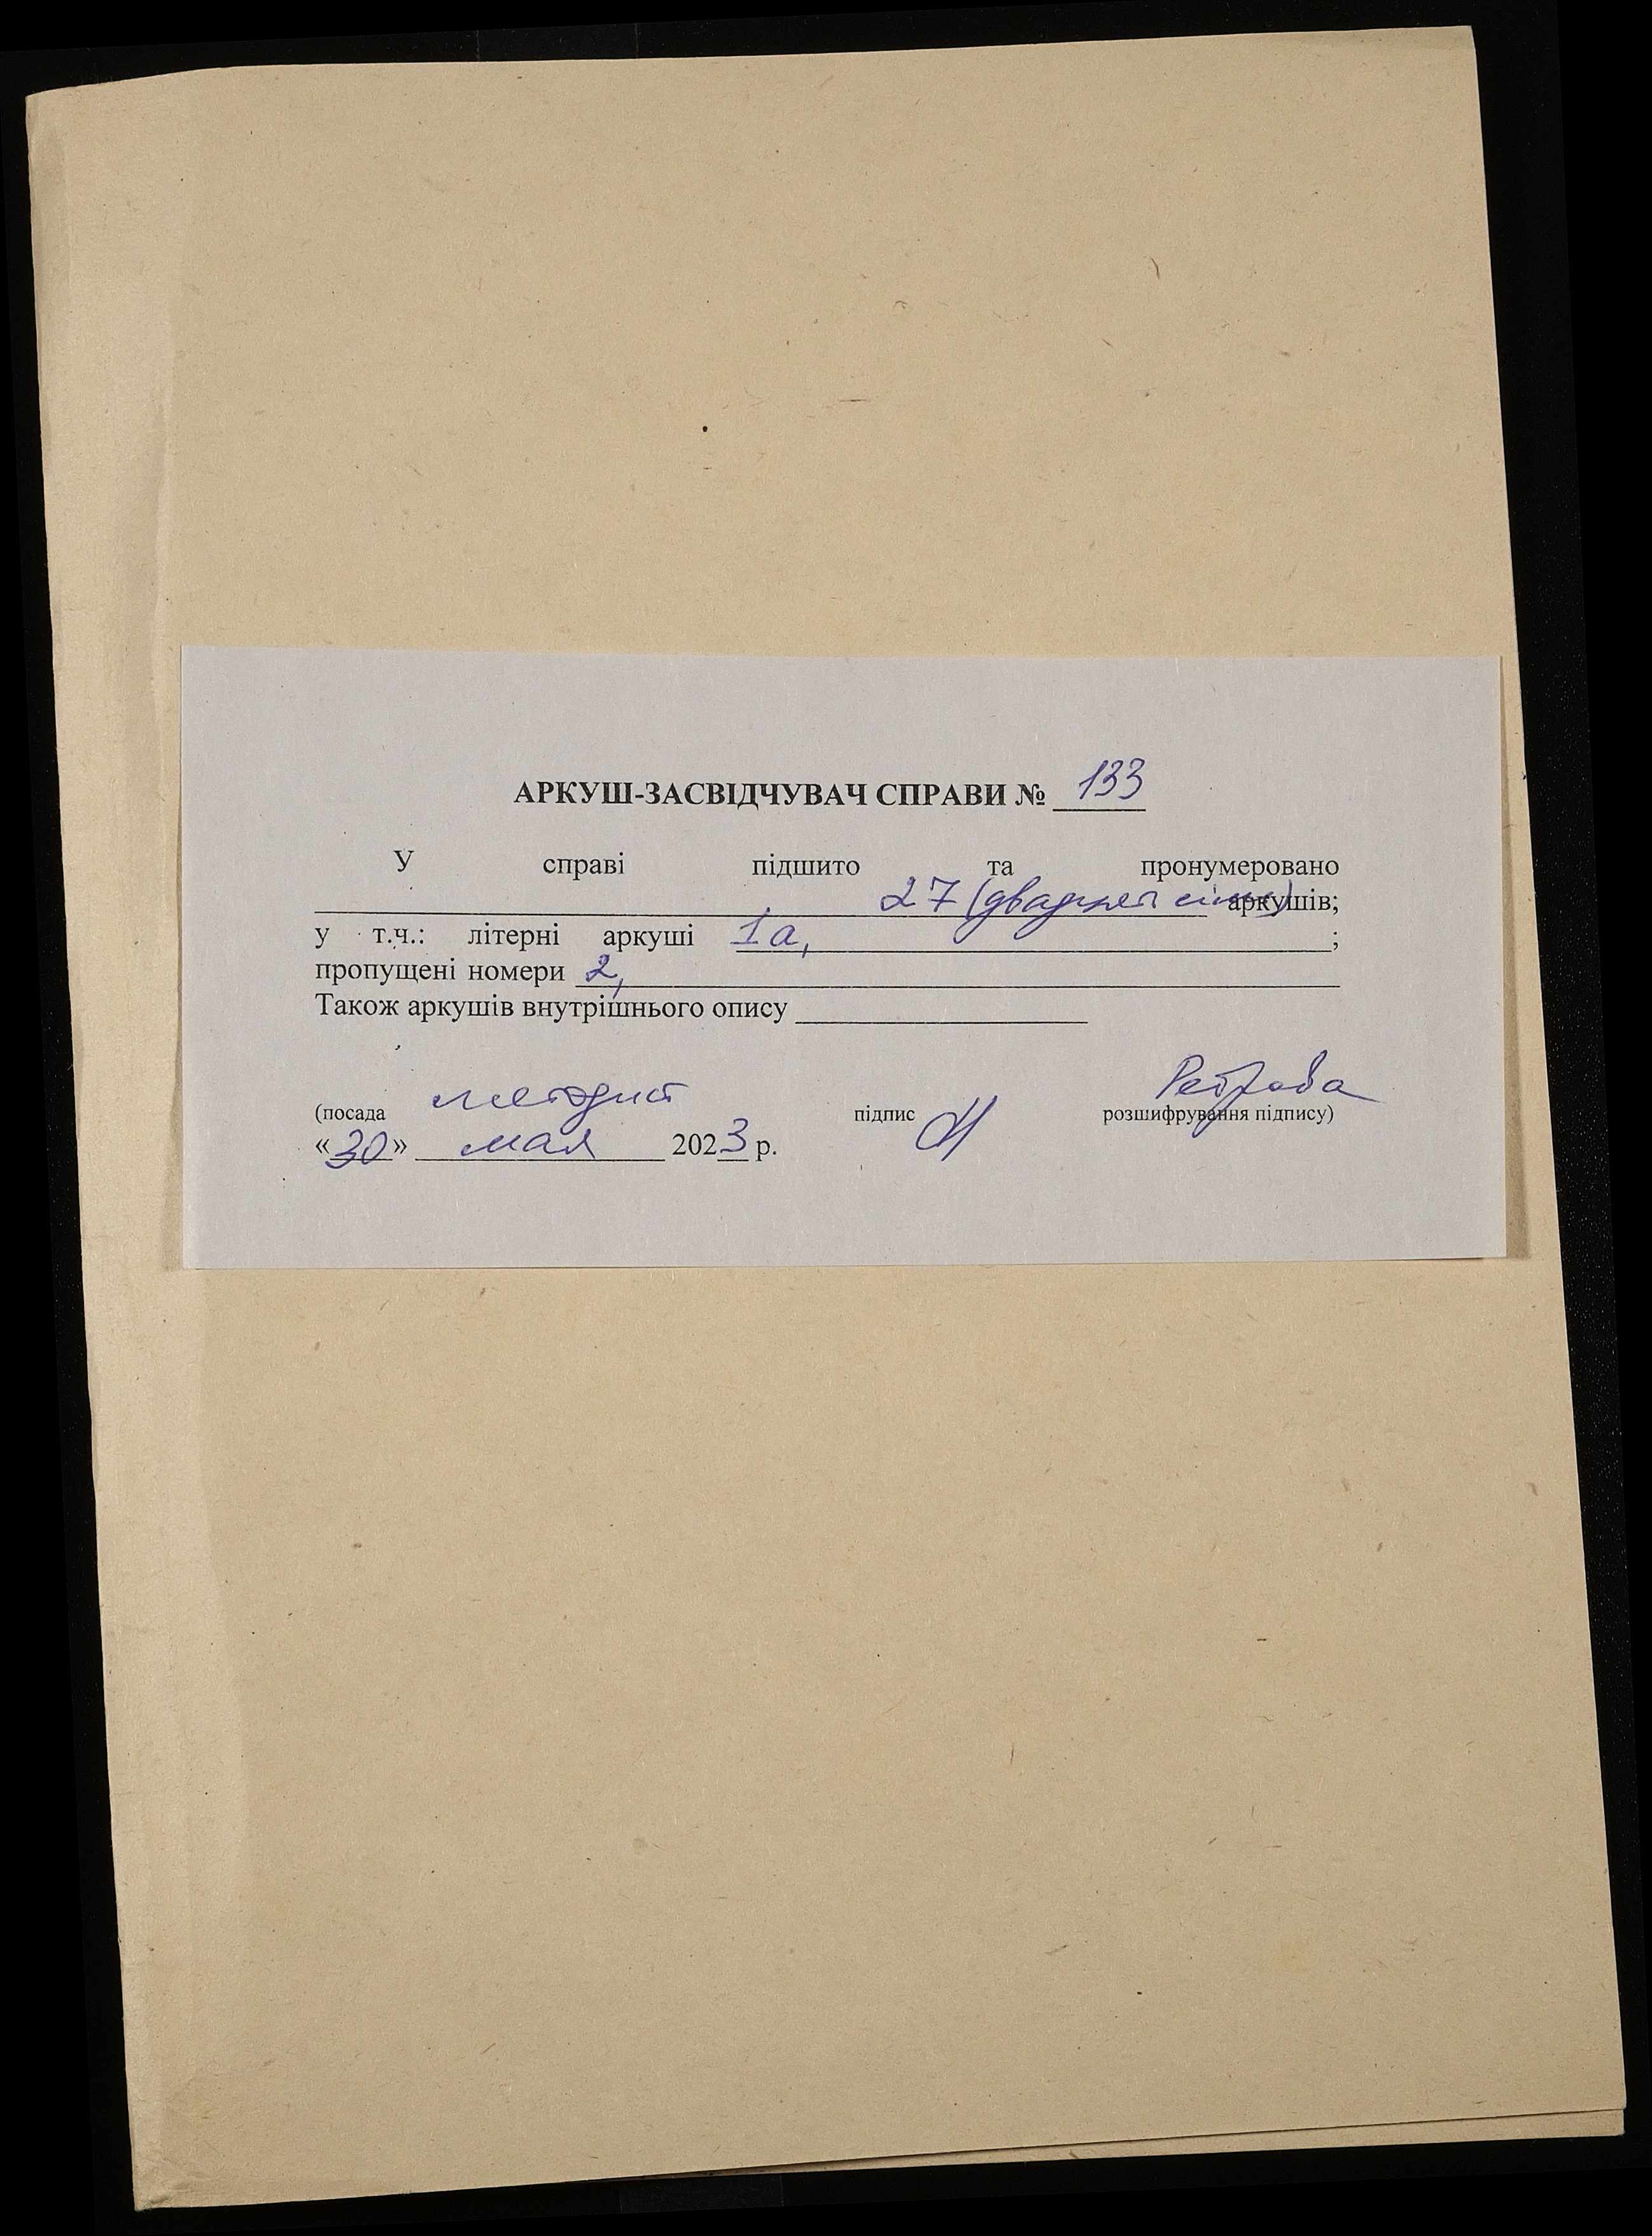 АРКУШ-ЗАСВІДЧУВАЧ СПРАВИ № 133
У справі підшито та пронумеровано
27 (двадцять сім) аркушів;
у т.ч.: літерні аркуші 1а, ;
пропущені номери 2,
Також аркушів внутрішнього опису
методист
(посада підпис розшифрування підпису)
«30» мая 2023 р.